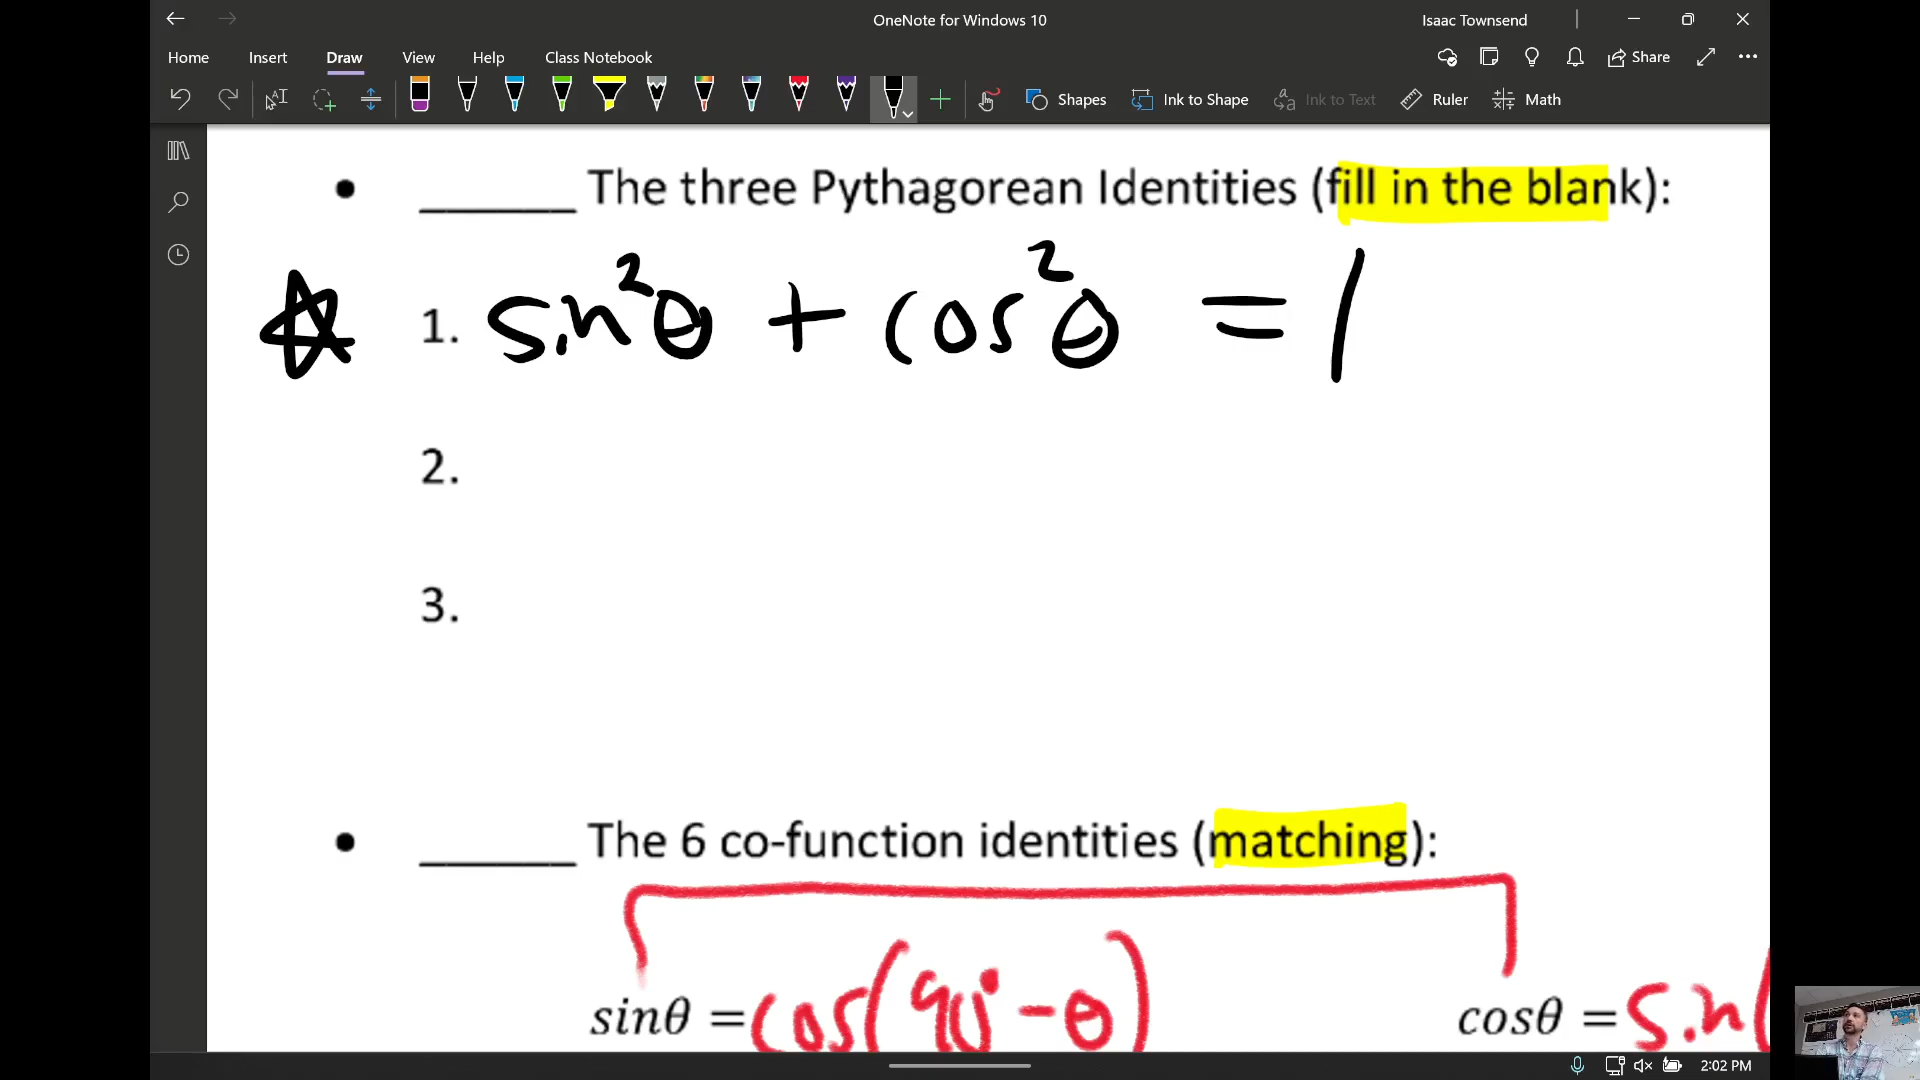 OneNote for Windows 10
Isaac Townsend
Home Insert Draw View Help Class Notebook
Share
Shapes Ink to Shape Ink to Text Ruler Math
• ______ The three Pythagorean Identities (fill in the blank):
1. sin²θ + cos²θ = 1
2.
3.
• ______ The 6 co-function identities (matching):
sinθ = cos(90° - θ) cosθ = sin(
2:02 PM